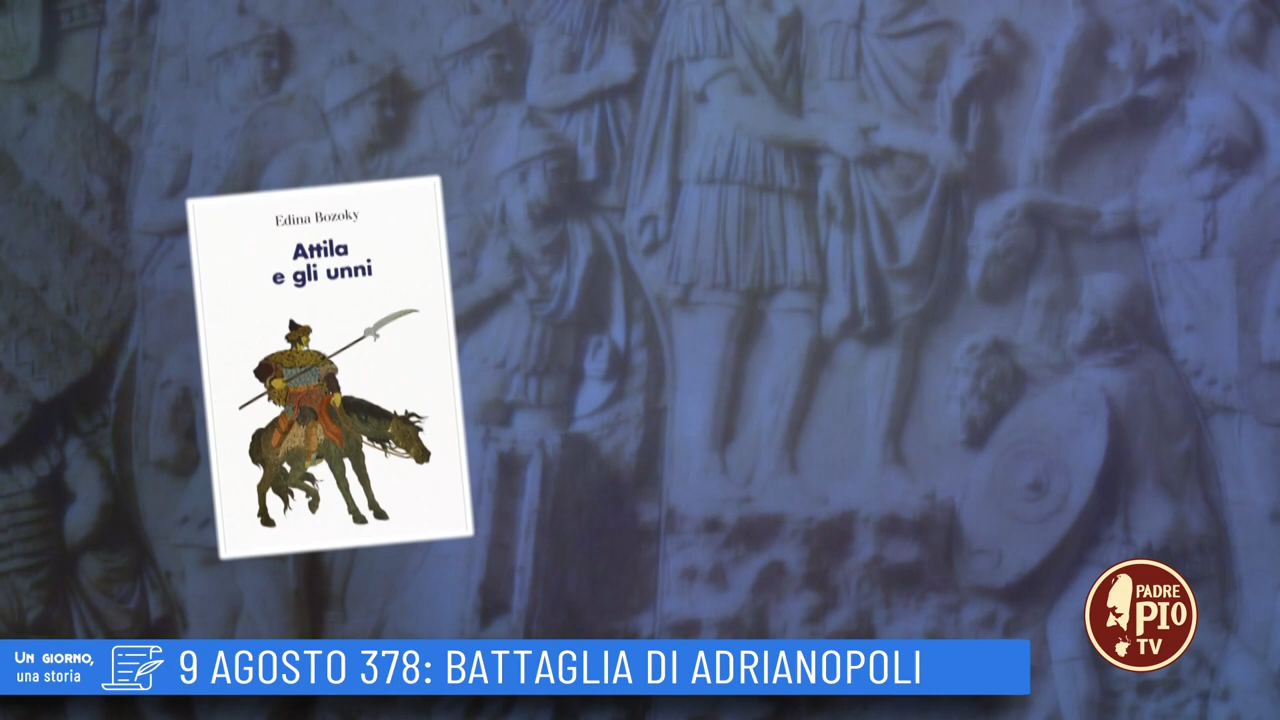 Edina Bozoky
Attila
e gli unni
UN GIORNO,
una storia
9 AGOSTO 378: BATTAGLIA DI ADRIANOPOLI
PADRE
PIO
TV